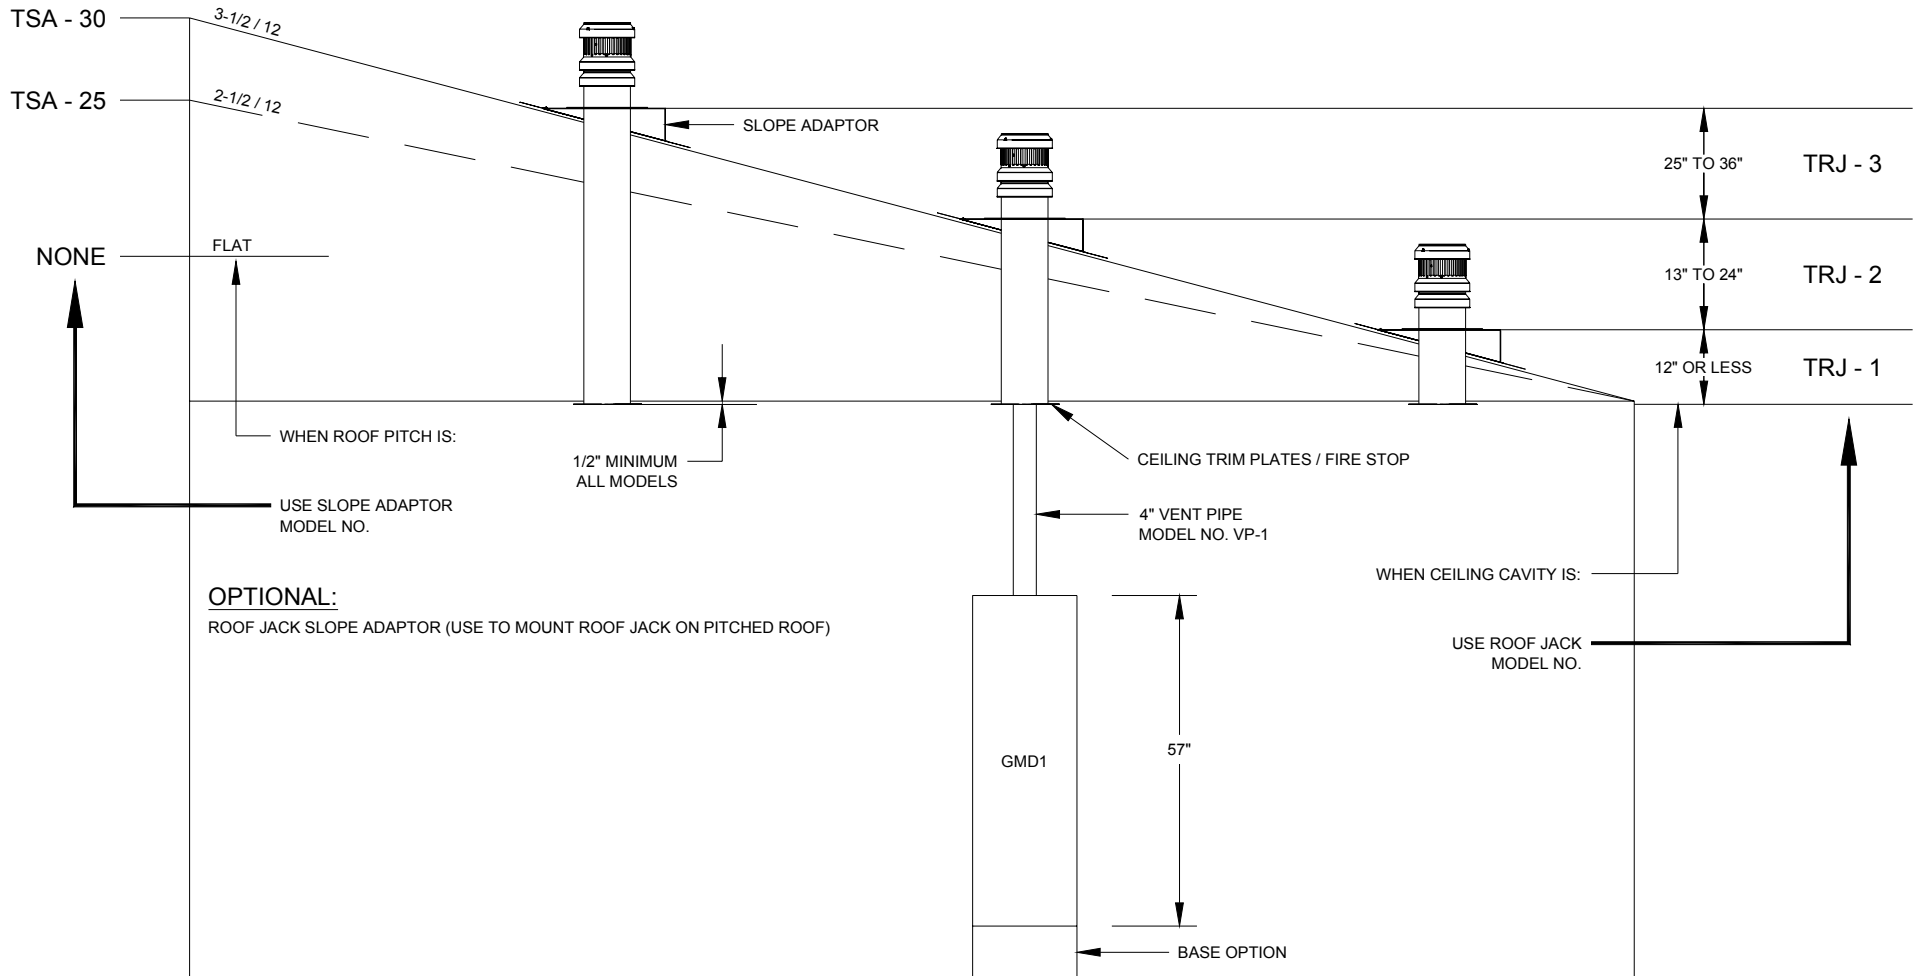 TSA - 30
3-1/2 / 12
TSA - 25
2-1/2 / 12
SLOPE ADAPTOR
25" TO 36"
TRJ - 3
NONE
FLAT
13" TO 24"
TRJ - 2
12" OR LESS
TRJ - 1
WHEN ROOF PITCH IS:
1/2" MINIMUM
ALL MODELS
CEILING TRIM PLATES / FIRE STOP
USE SLOPE ADAPTOR
MODEL NO.
4" VENT PIPE
MODEL NO. VP-1
WHEN CEILING CAVITY IS:
OPTIONAL:
ROOF JACK SLOPE ADAPTOR (USE TO MOUNT ROOF JACK ON PITCHED ROOF)
USE ROOF JACK
MODEL NO.
57"
GMD1
BASE OPTION